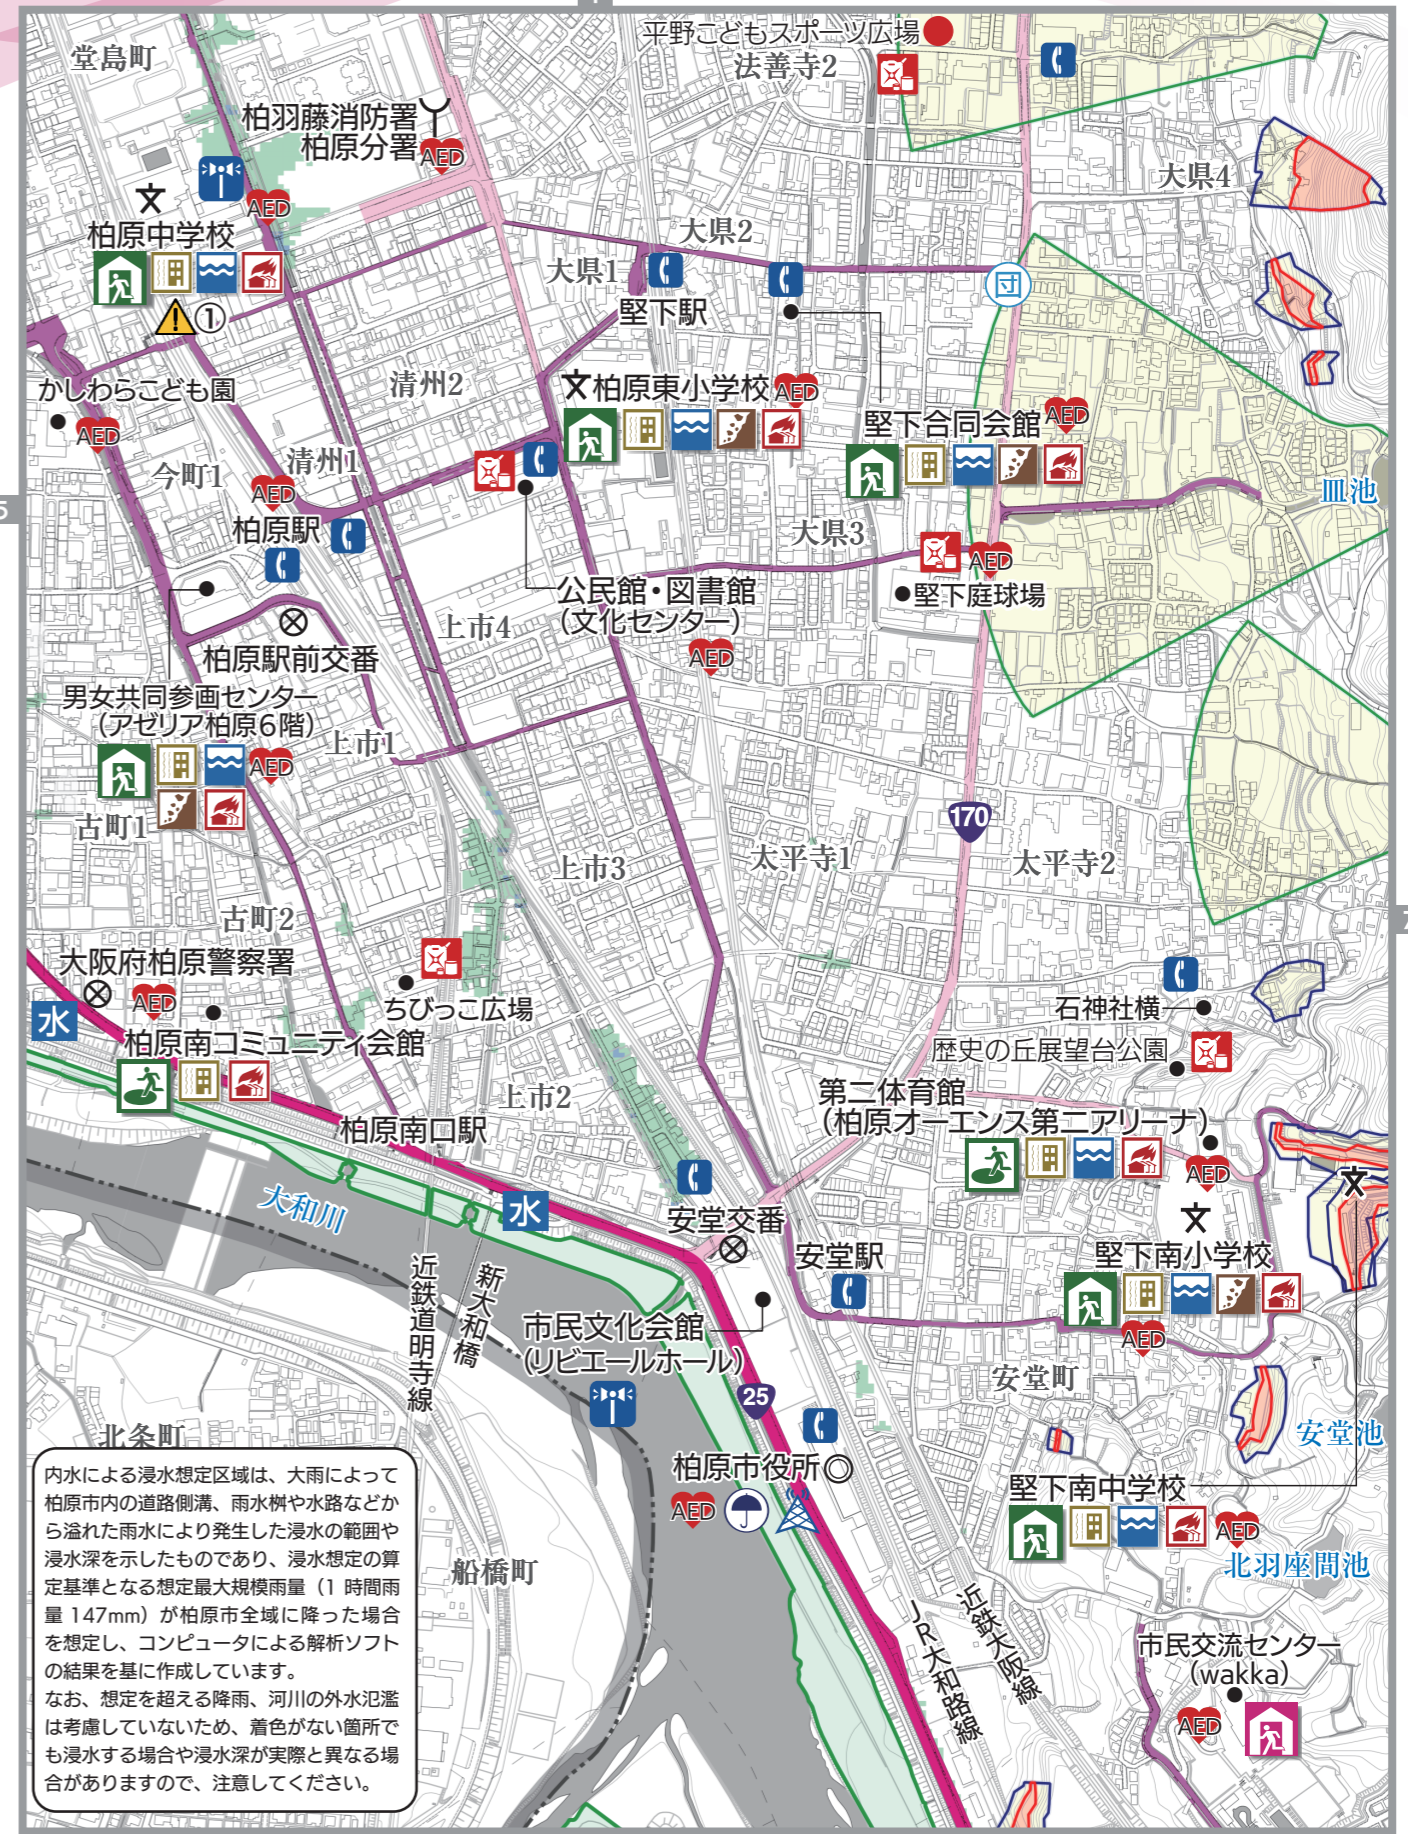 堂島町
平野こどもスポーツ広場
法善寺2
柏羽藤消防署
柏原分署
AED
大県4
AED
文
柏原中学校
大県2
大県1
団
①
堅下駅
かしわらこども園
清州2
文柏原東小学校
AED
AED
堅下合同会館
AED
今町1
清州1
AED
皿池
柏原駅
大県3
AED
公民館・図書館
(文化センター)
堅下庭球場
上市4
AED
柏原駅前交番
男女共同参画センター
(アゼリア柏原6階)
上市1
AED
古町1
170
上市3
太平寺1
太平寺2
古町2
大阪府柏原警察署
AED
水
ちびっこ広場
石神社横
柏原南コミュニティ会館
歴史の丘展望台公園
上市2
第二体育館
(柏原オーエンス第二アリーナ)
柏原南口駅
AED
文
大和川
水
文
安堂交番
安堂駅
堅下南小学校
近鉄道明寺線
新大和橋
市民文化会館
(リビエールホール)
AED
25
安堂町
北条町
安堂池
柏原市役所
AED
堅下南中学校
AED
北羽座間池
船橋町
JR大和路線
近鉄大阪線
市民交流センター
(wakka)
AED
内水による浸水想定区域は、大雨によって
柏原市内の道路側溝、雨水桝や水路などか
ら溢れた雨水により発生した浸水の範囲や
浸水深を示したものであり、浸水想定の算
定基準となる想定最大規模雨量（1 時間雨
量 147mm）が柏原市全域に降った場合
を想定し、コンピュータによる解析ソフト
の結果を基に作成しています。
なお、想定を超える降雨、河川の外水氾濫
は考慮していないため、着色がない箇所で
も浸水する場合や浸水深が実際と異なる場
合がありますので、注意してください。